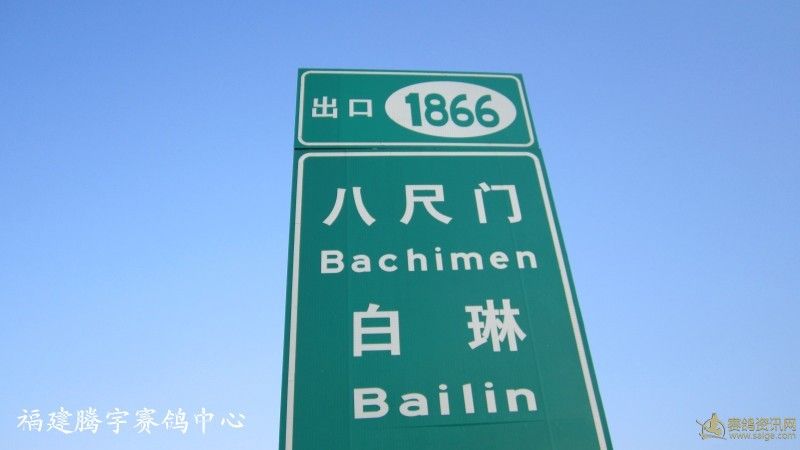 出口 1866
八尺门
Bachimen
白琳
Bailin
福建腾宇赛鸽中心
赛鸽资讯网
www.saige.com